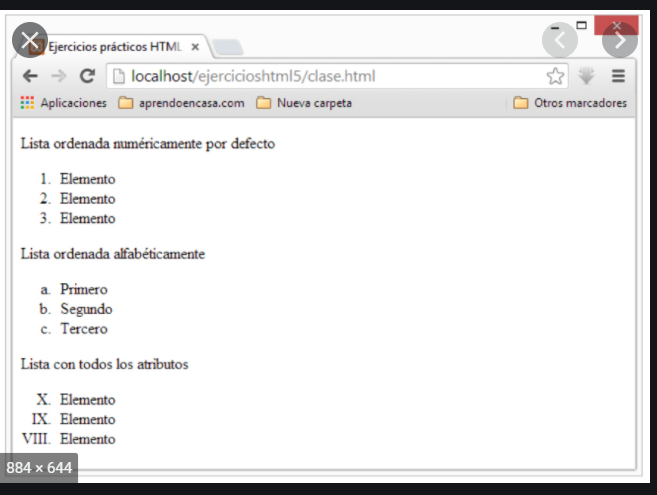 Ejercicios prácticos HTML
localhost/ejercicioshtml5/clase.html
Aplicaciones aprendoencasa.com Nueva carpeta Otros marcadores
Lista ordenada numéricamente por defecto
1. Elemento
2. Elemento
3. Elemento
Lista ordenada alfabéticamente
a. Primero
b. Segundo
c. Tercero
Lista con todos los atributos
X. Elemento
IX. Elemento
VIII. Elemento
884 × 644